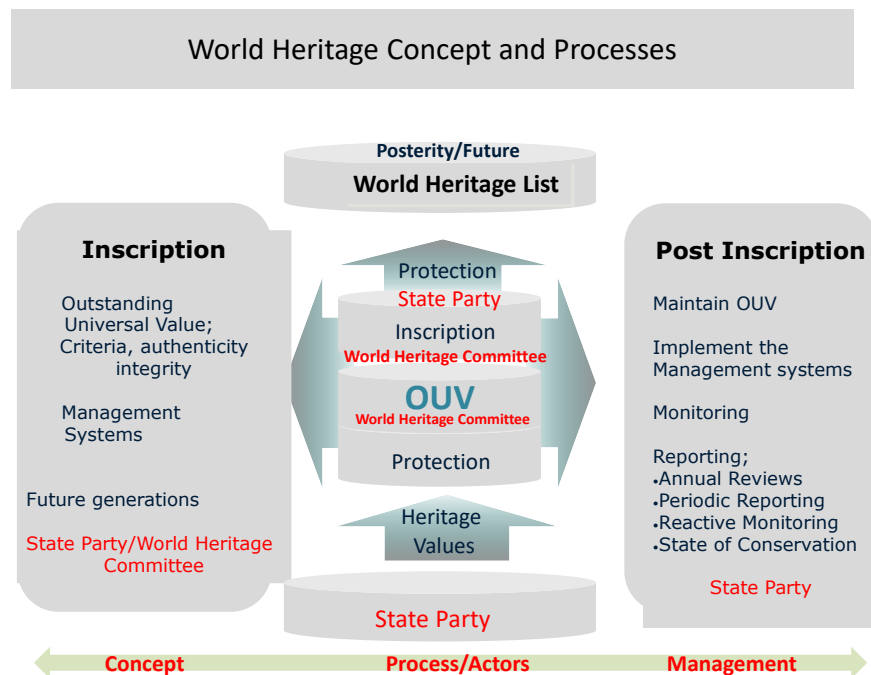 World Heritage Concept and Processes
Posterity/Future
World Heritage List
Inscription
Outstanding
Universal Value;
Criteria, authenticity
integrity
Management
Systems
Future generations
State Party/World Heritage
Committee
Protection
State Party
Inscription
World Heritage Committee
OUV
World Heritage Committee
Protection
Heritage
Values
State Party
Post Inscription
Maintain OUV
Implement the
Management systems
Monitoring
Reporting;
•Annual Reviews
•Periodic Reporting
•Reactive Monitoring
•State of Conservation
State Party
Concept
Process/Actors
Management